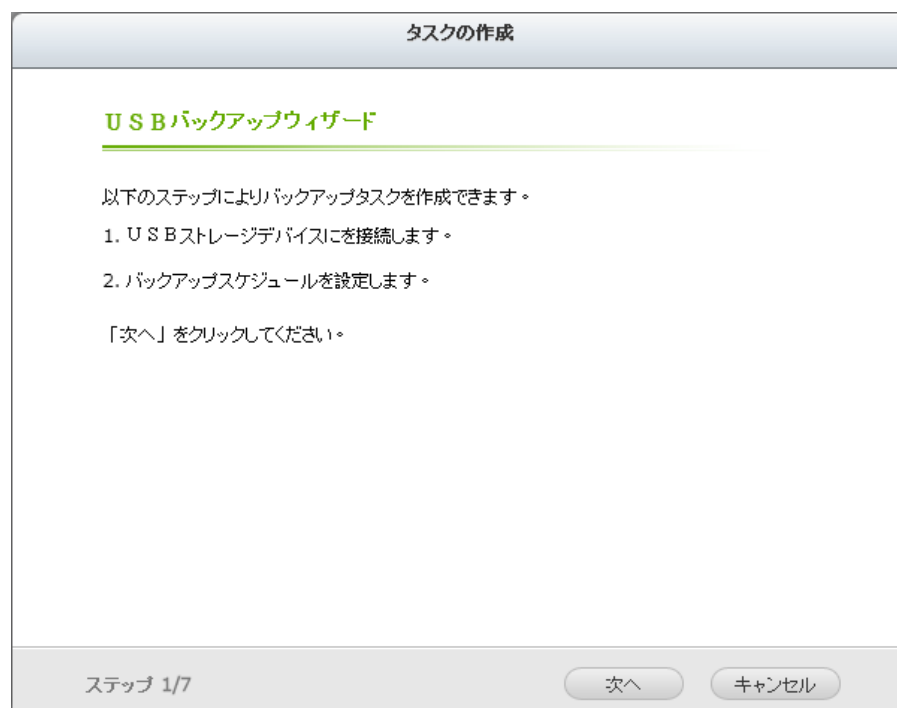 タスクの作成
ＵＳＢバックアップウィザード
以下のステップによりバックアップタスクを作成できます。
1. ＵＳＢストレージデバイスにを接続します。
2. バックアップスケジュールを設定します。
「次へ」をクリックしてください。
ステップ 1/7
次へ
キャンセル